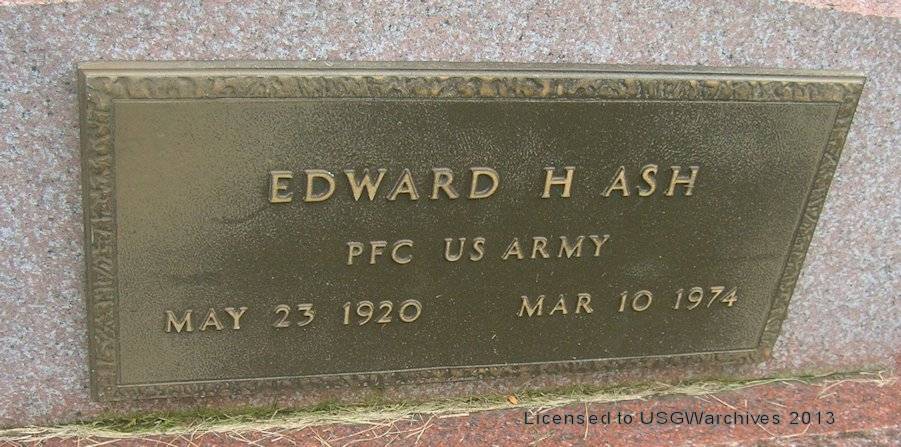 EDWARD H ASH
PFC US ARMY
MAY 23 1920 MAR 10 1974
Licensed to USGWarchives 2013